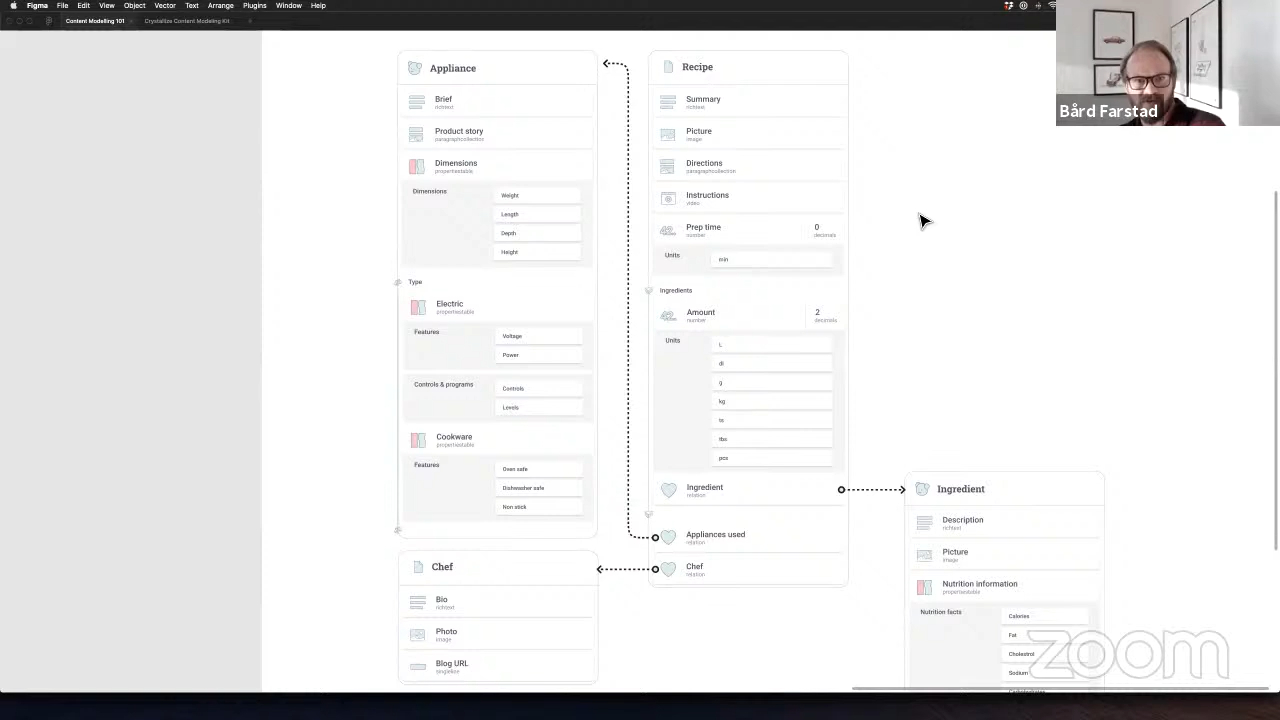 Figma File Edit View Object Vector Text Arrange Plugins Window Help
Content Modelling 101
Crystallize Content Modeling Kit
Bård Farstad
Appliance
Brief
richtext
Product story
paragraphcollection
Dimensions
propertiestable
Dimensions
Weight
Length
Depth
Height
Type
Electric
propertiestable
Features
Voltage
Power
Controls & programs
Controls
Levels
Cookware
propertiestable
Features
Oven safe
Dishwasher safe
Non stick
Chef
Bio
richtext
Photo
image
Blog URL
singleline
Recipe
Summary
richtext
Picture
image
Directions
paragraphcollection
Instructions
video
Prep time
number
0
decimals
Units
min
Ingredients
Amount
number
2
decimals
Units
L
dl
g
kg
ts
tbs
pcs
Ingredient
relation
Appliances used
relation
Chef
relation
Ingredient
Description
richtext
Picture
image
Nutrition information
propertiestable
Nutrition facts
Calories
Fat
Cholestrol
Sodium
Carbohydrates
zoom